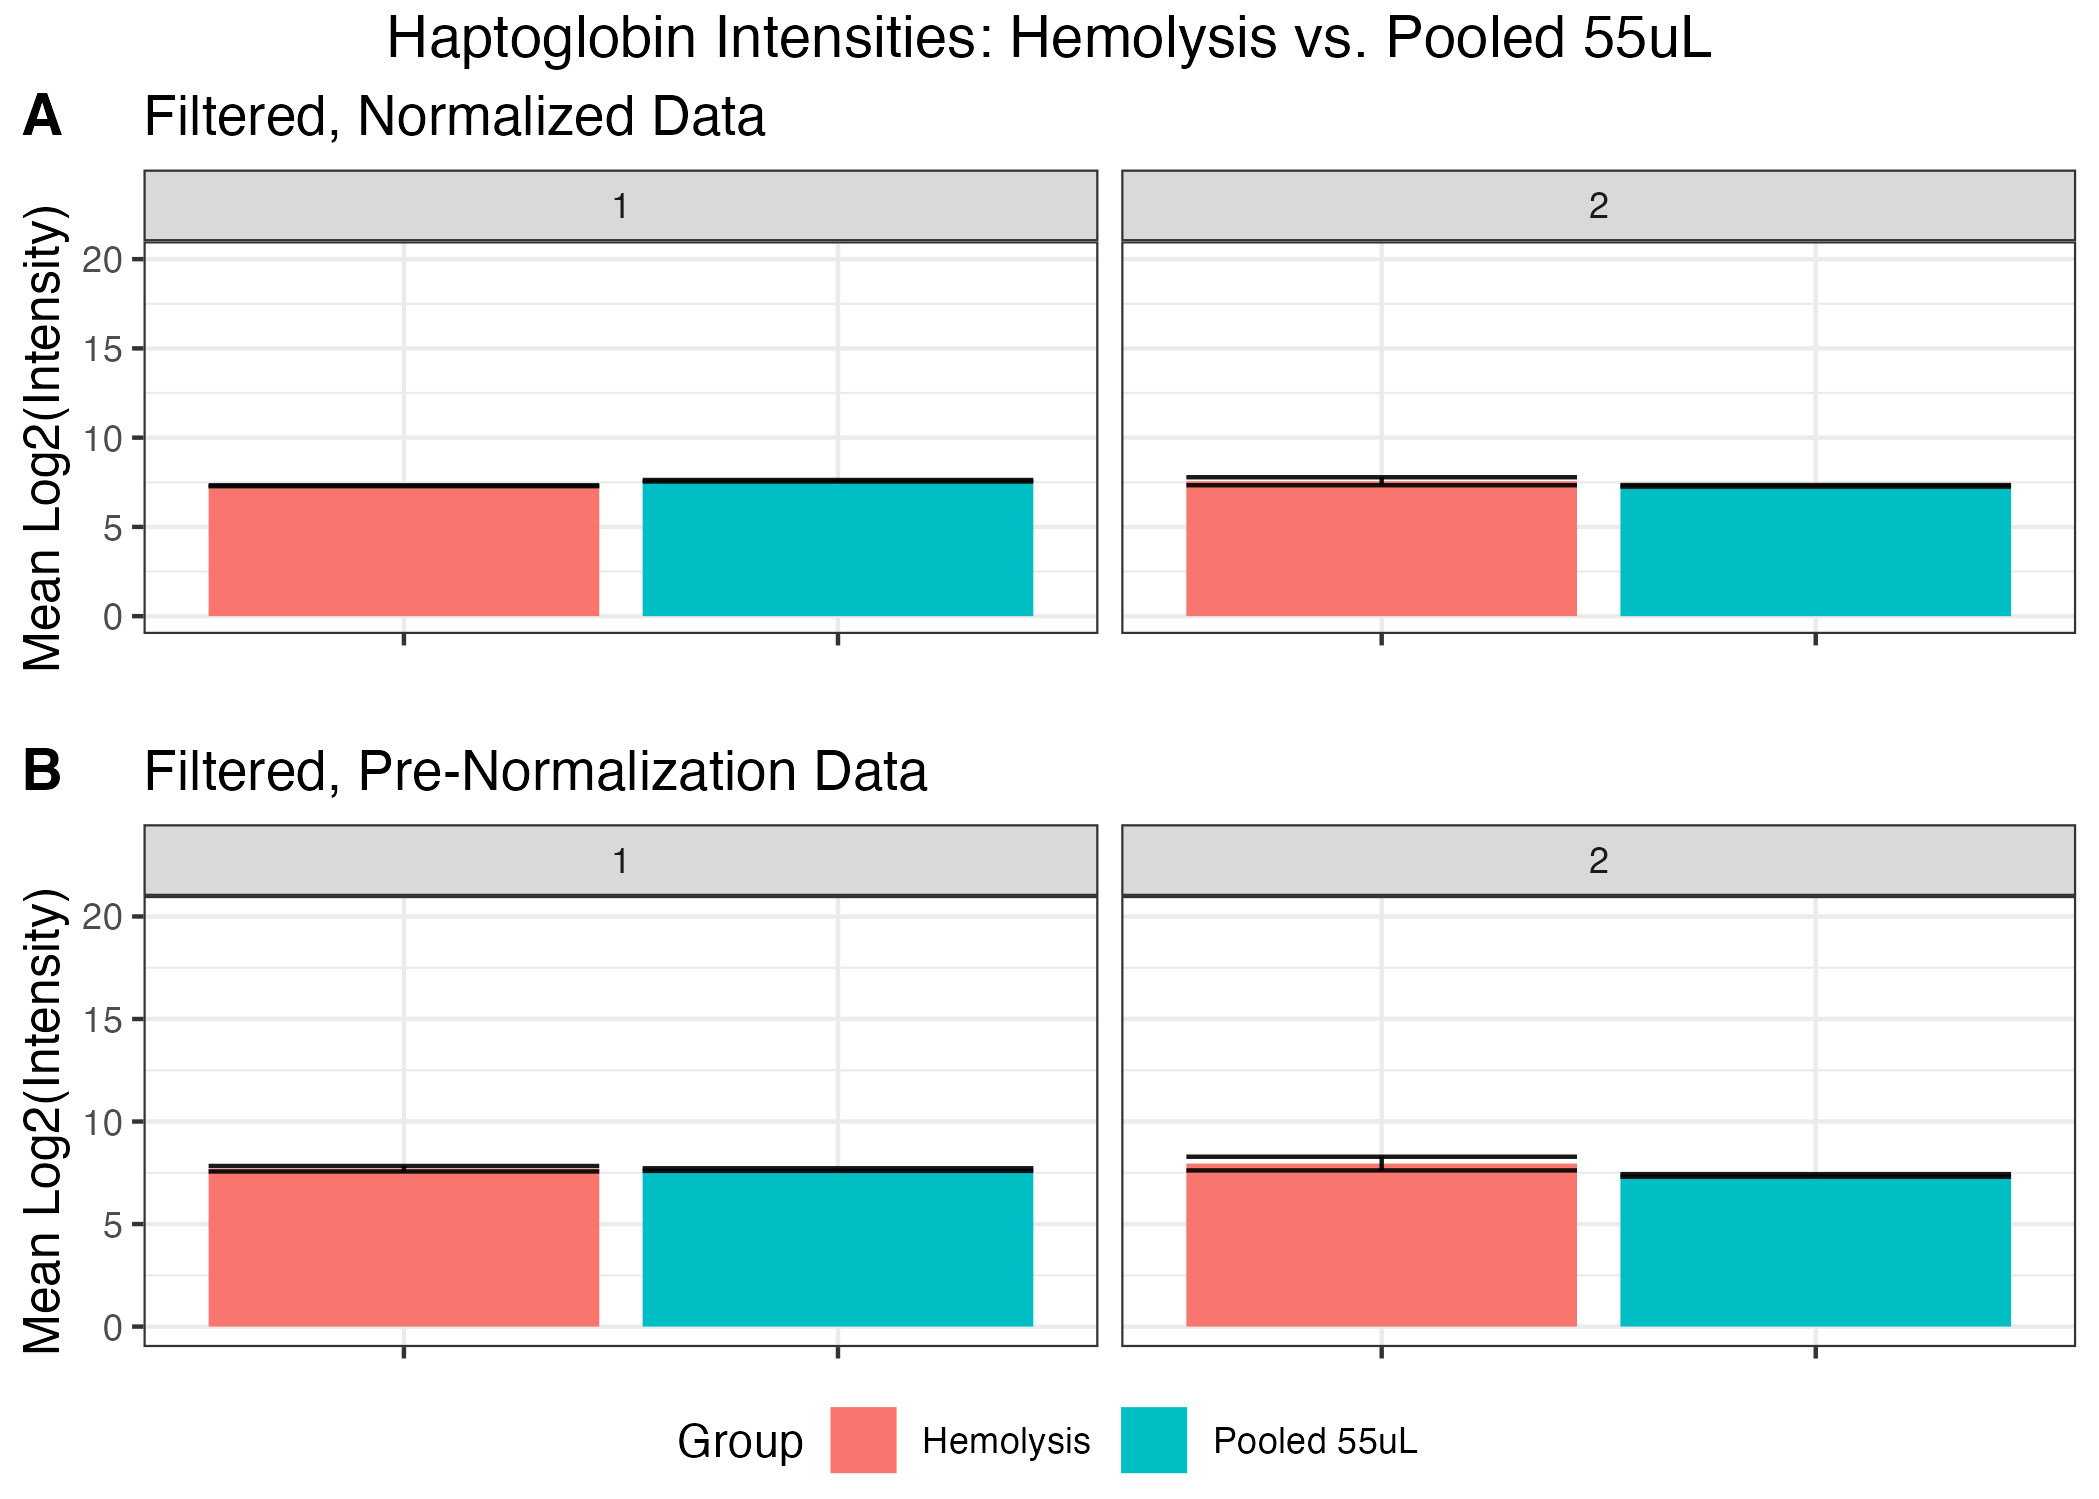 Haptoglobin Intensities: Hemolysis vs. Pooled 55uL
A Filtered, Normalized Data
1 2
Mean Log2(Intensity)
20
15
10
5
0
B Filtered, Pre-Normalization Data
1 2
Mean Log2(Intensity)
20
15
10
5
0
Group Hemolysis Pooled 55uL